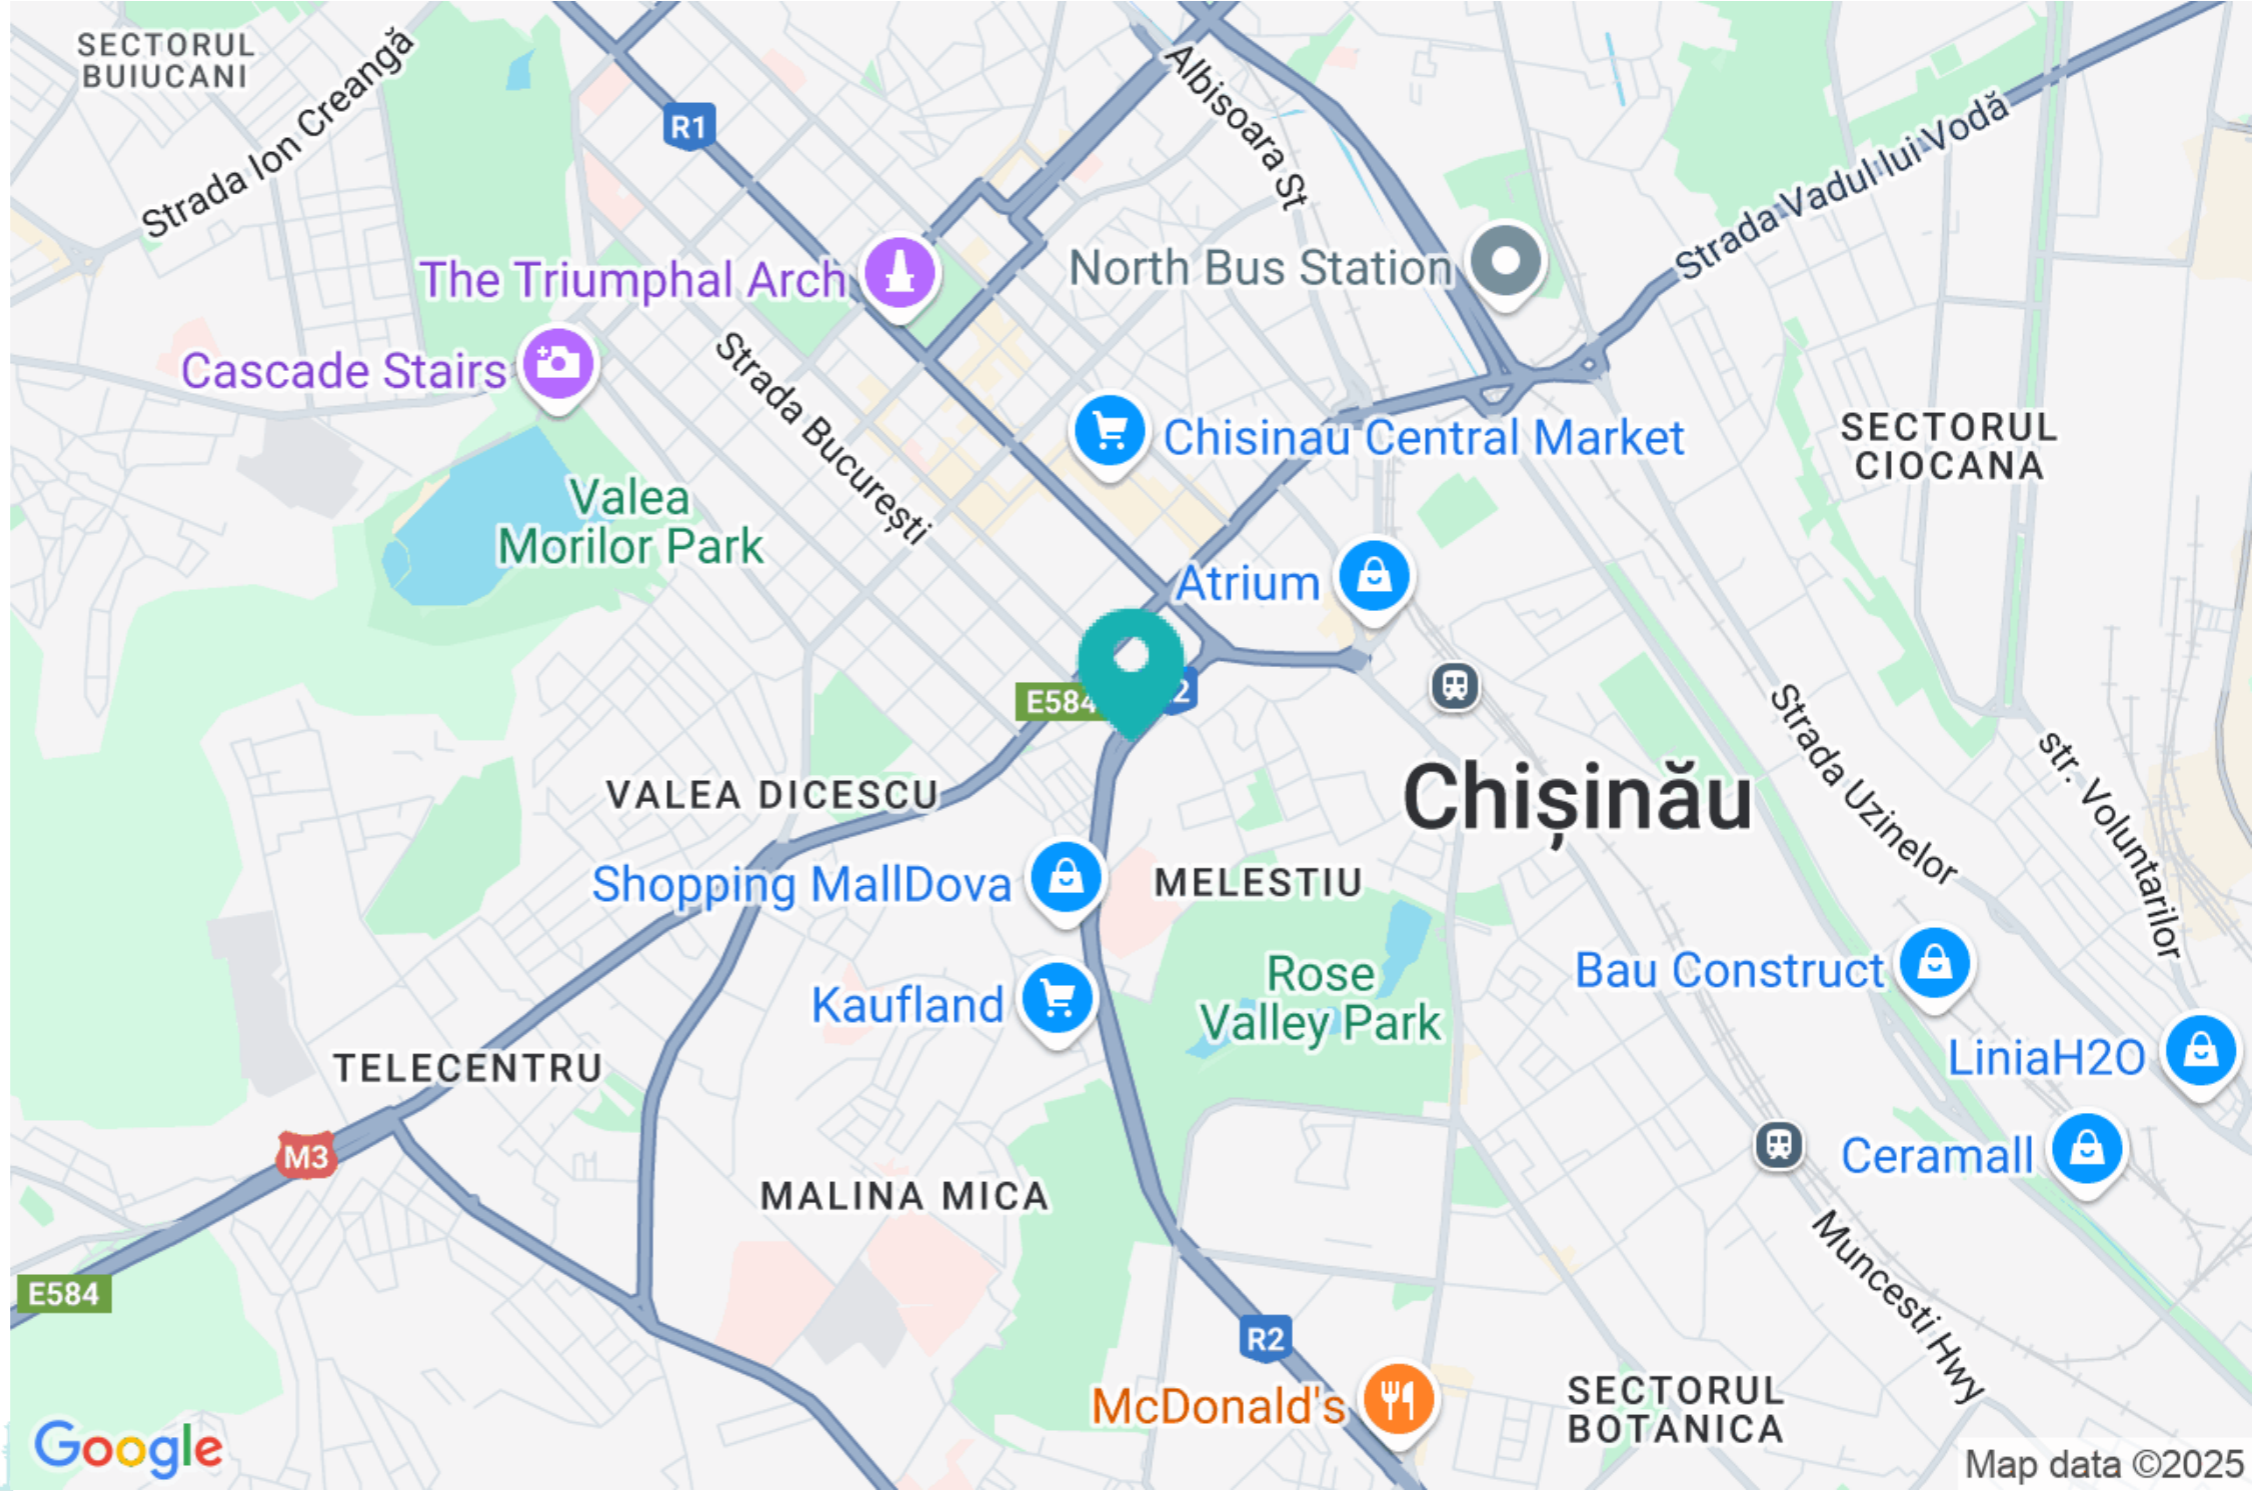 SECTORUL
BUIUCANI
Strada Ion Creangă
R1
Albisoara St
Strada Vadul lui Vodă
The Triumphal Arch
North Bus Station
Cascade Stairs
Strada București
Chisinau Central Market
SECTORUL
CIOCANA
Valea
Morilor Park
Atrium
E584
2
Strada Uzinelor
str. Voluntarilor
VALEA DICESCU
Chișinău
Shopping MallDova
MELESTIU
Kaufland
Rose
Valley Park
Bau Construct
LiniaH2O
TELECENTRU
M3
Ceramall
MALINA MICA
Muncesti Hwy
E584
R2
McDonald's
SECTORUL
BOTANICA
Google
Map data ©2025